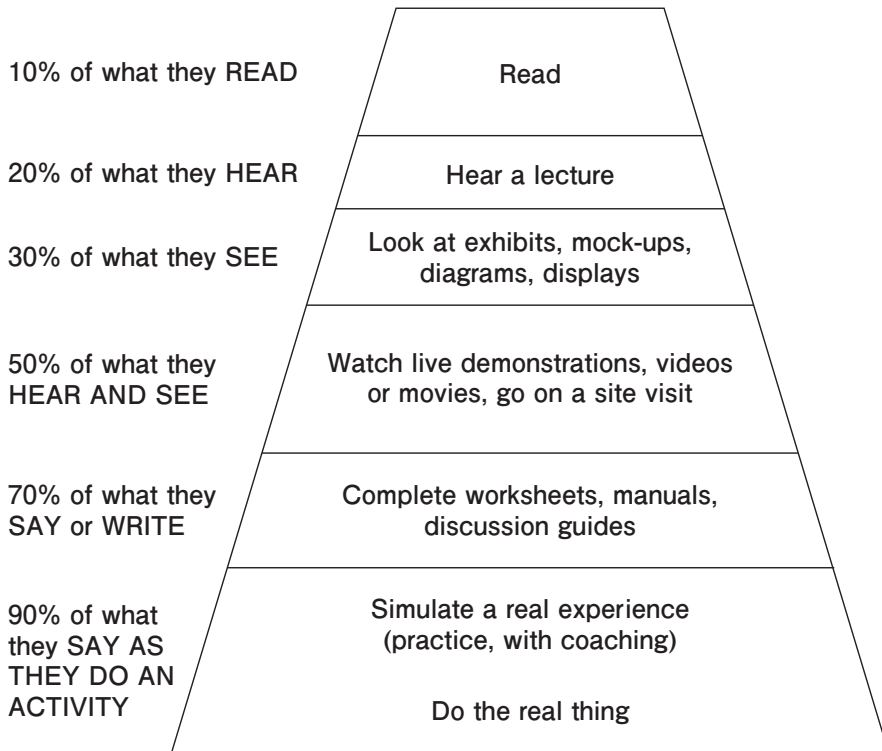 10% of what they READ
Read
20% of what they HEAR
Hear a lecture
30% of what they SEE
Look at exhibits, mock-ups,
diagrams, displays
50% of what they
HEAR AND SEE
Watch live demonstrations, videos
or movies, go on a site visit
70% of what they
SAY or WRITE
Complete worksheets, manuals,
discussion guides
90% of what
they SAY AS
THEY DO AN
ACTIVITY
Simulate a real experience
(practice, with coaching)
Do the real thing